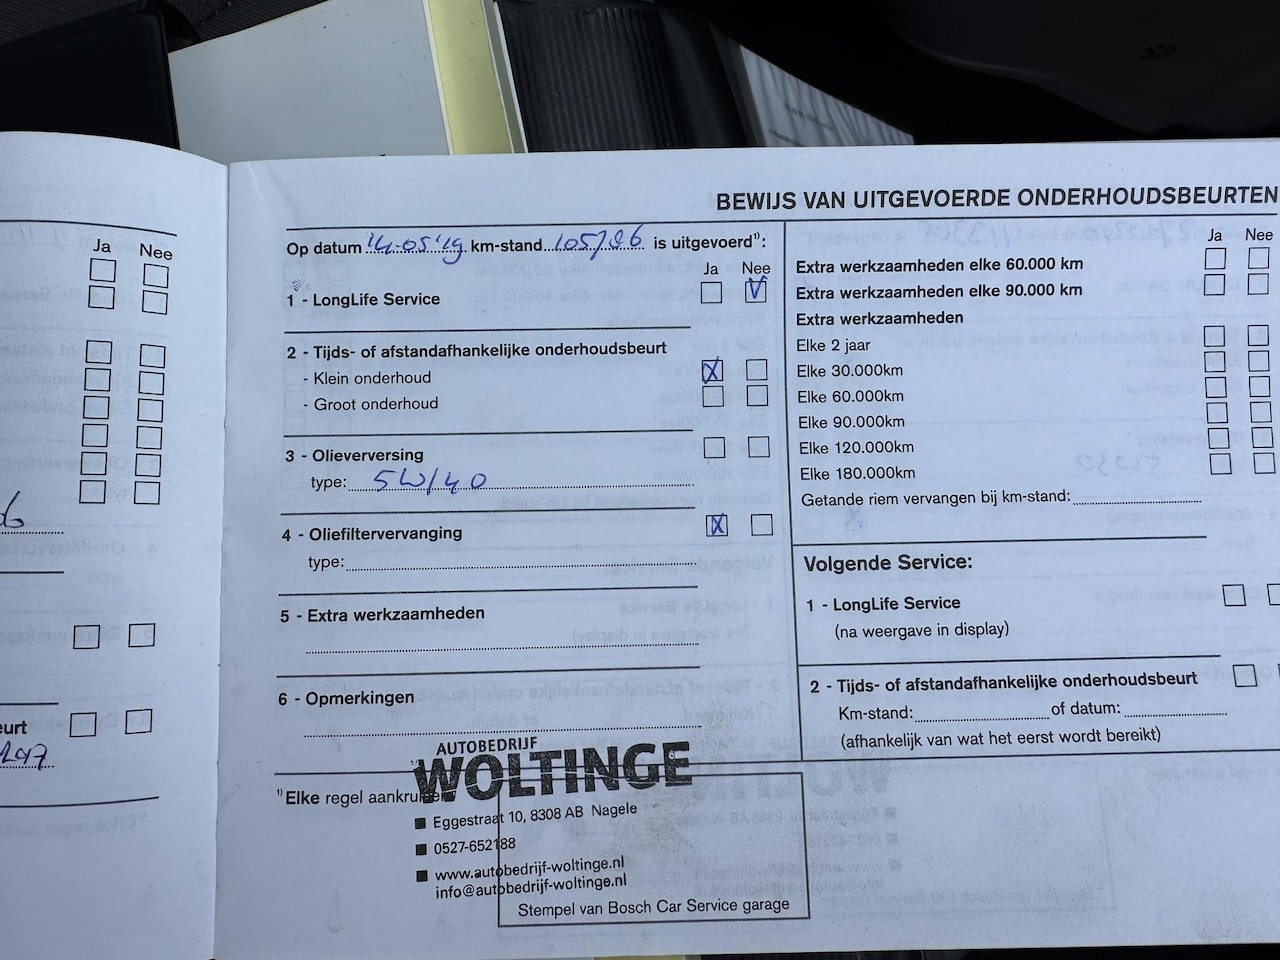 Ja Nee
eurt
BEWIJS VAN UITGEVOERDE ONDERHOUDSBEURTEN
Op datum 14-05'19 km-stand is uitgevoerd¹⁾:
Ja Nee
1 - LongLife Service
2 - Tijds- of afstandafhankelijke onderhoudsbeurt
- Klein onderhoud
- Groot onderhoud
3 - Olieverversing
type: 5W/40
4 - Oliefiltervervanging
type:
5 - Extra werkzaamheden
6 - Opmerkingen
¹⁾Elke regel aankruisen
AUTOBEDRIJF
WOLTINGE
Eggestraat 10, 8308 AB Nagele
0527-652188
www.autobedrijf-woltinge.nl
info@autobedrijf-woltinge.nl
Stempel van Bosch Car Service garage
Ja Nee
Extra werkzaamheden elke 60.000 km
Extra werkzaamheden elke 90.000 km
Extra werkzaamheden
Elke 2 jaar
Elke 30.000km
Elke 60.000km
Elke 90.000km
Elke 120.000km
Elke 180.000km
Getande riem vervangen bij km-stand:
Volgende Service:
1 - LongLife Service
(na weergave in display)
2 - Tijds- of afstandafhankelijke onderhoudsbeurt
Km-stand: of datum:
(afhankelijk van wat het eerst wordt bereikt)